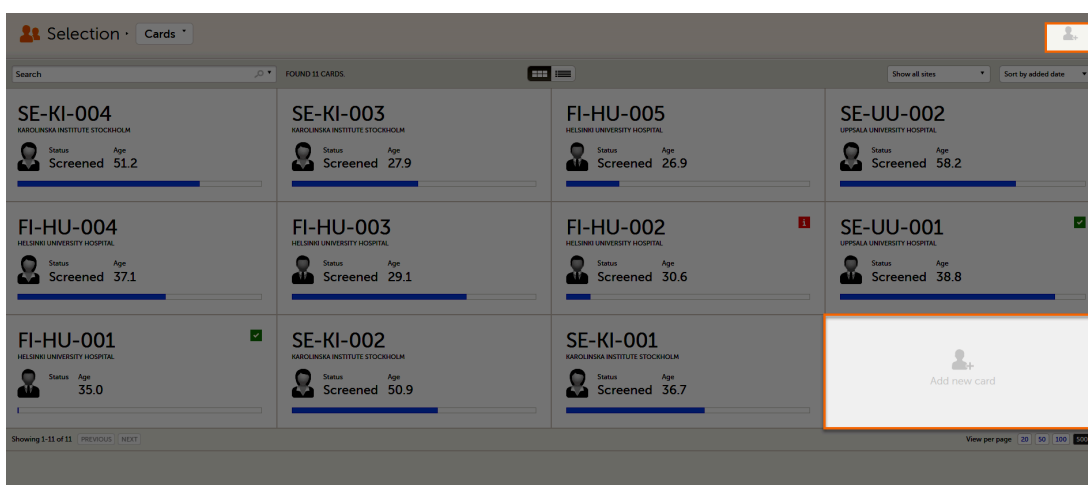 Selection · Cards
Search
FOUND 11 CARDS.
Show all sites
Sort by added date
SE-KI-004
KAROLINSKA INSTITUTE STOCKHOLM
Status Age
Screened 51.2
SE-KI-003
KAROLINSKA INSTITUTE STOCKHOLM
Status Age
Screened 27.9
FI-HU-005
HELSINKI UNIVERSITY HOSPITAL
Status Age
Screened 26.9
SE-UU-002
UPPSALA UNIVERSITY HOSPITAL
Status Age
Screened 58.2
FI-HU-004
HELSINKI UNIVERSITY HOSPITAL
Status Age
Screened 37.1
FI-HU-003
HELSINKI UNIVERSITY HOSPITAL
Status Age
Screened 29.1
FI-HU-002
HELSINKI UNIVERSITY HOSPITAL
Status Age
Screened 30.6
SE-UU-001
UPPSALA UNIVERSITY HOSPITAL
Status Age
Screened 38.8
FI-HU-001
HELSINKI UNIVERSITY HOSPITAL
Status Age
35.0
SE-KI-002
KAROLINSKA INSTITUTE STOCKHOLM
Status Age
Screened 50.9
SE-KI-001
KAROLINSKA INSTITUTE STOCKHOLM
Status Age
Screened 36.7
Add new card
Showing 1-11 of 11 PREVIOUS NEXT
View per page 20 50 100 500